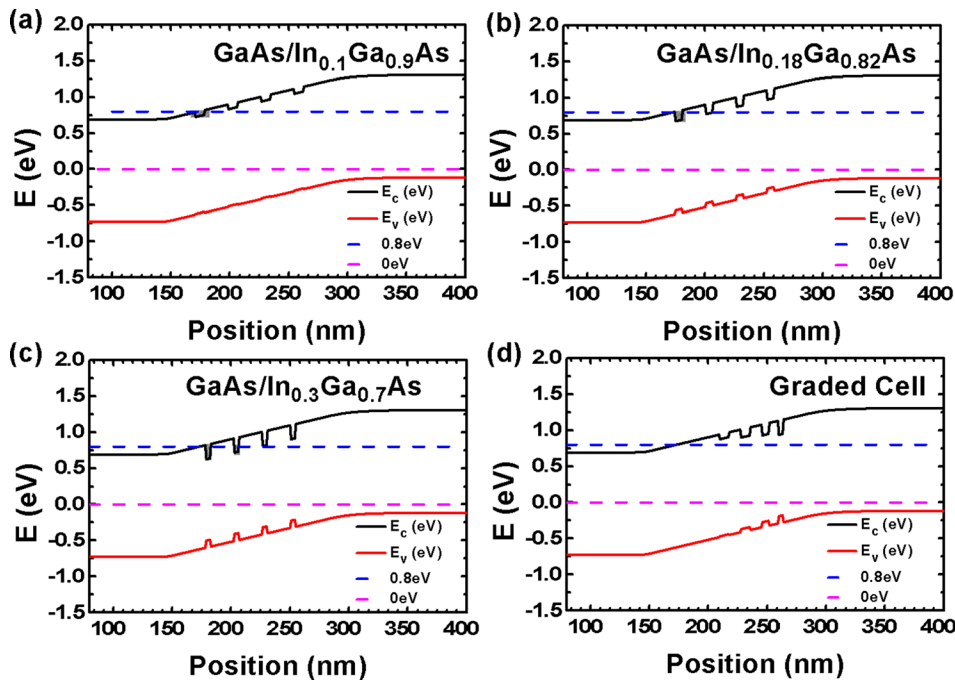 (a)
GaAs/In0.1Ga0.9As
2.0
1.5
1.0
0.5
0.0
-0.5
-1.0
-1.5
E (eV)
Ec (eV)
Ev (eV)
0.8eV
0eV
100 150 200 250 300 350 400
Position (nm)
(b)
GaAs/In0.18Ga0.82As
2.0
1.5
1.0
0.5
0.0
-0.5
-1.0
-1.5
E (eV)
Ec (eV)
Ev (eV)
0.8eV
0eV
100 150 200 250 300 350 400
Position (nm)
(c)
GaAs/In0.3Ga0.7As
2.0
1.5
1.0
0.5
0.0
-0.5
-1.0
-1.5
E (eV)
Ec (eV)
Ev (eV)
0.8eV
0eV
100 150 200 250 300 350 400
Position (nm)
(d)
Graded Cell
2.0
1.5
1.0
0.5
0.0
-0.5
-1.0
-1.5
E (eV)
Ec (eV)
Ev (eV)
0.8eV
0eV
100 150 200 250 300 350 400
Position (nm)